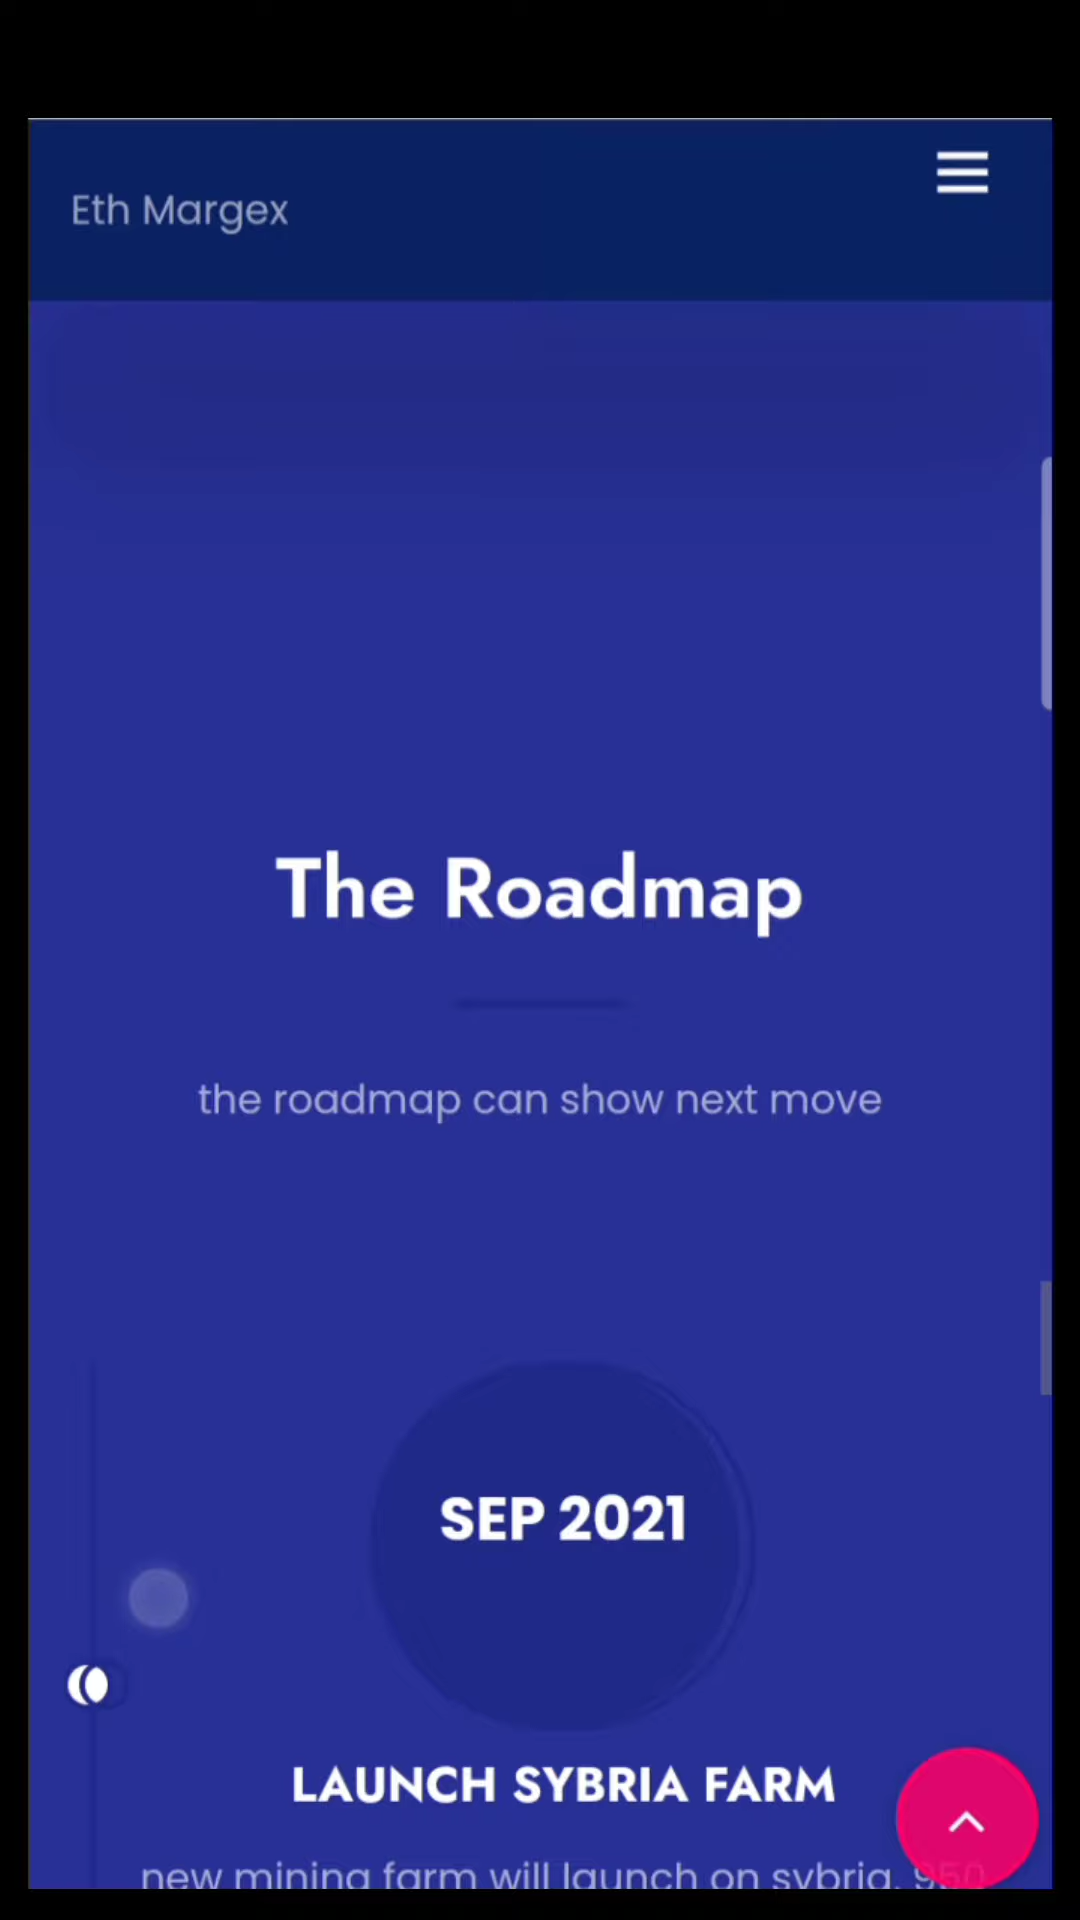 Eth Margex
The Roadmap
the roadmap can show next move
SEP 2021
LAUNCH SYBRIA FARM
new mining farm will launch on sybria. 950